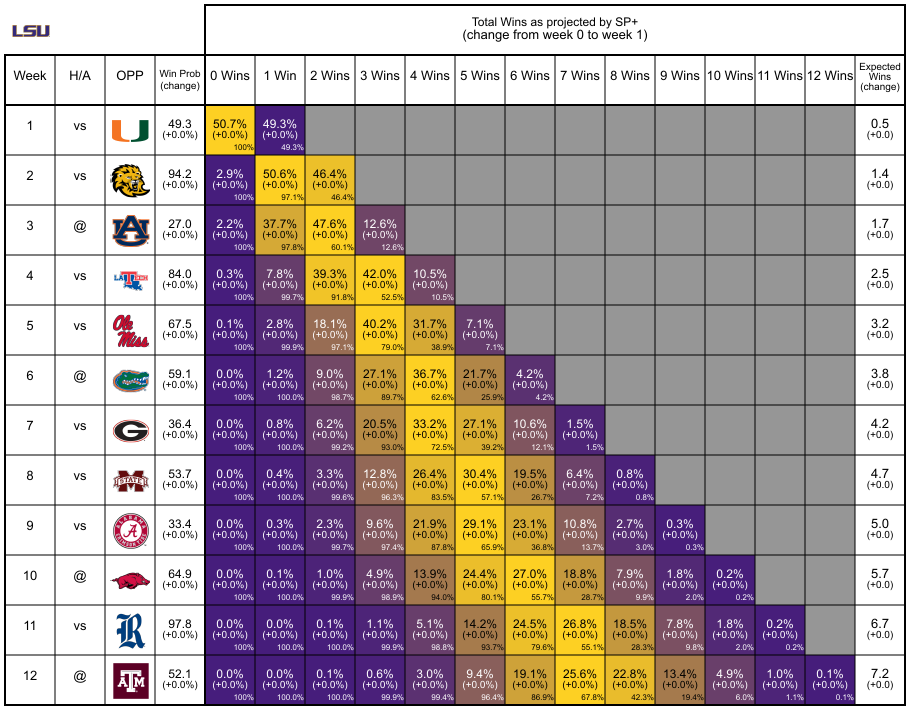 LSU
Total Wins as projected by SP+
(change from week 0 to week 1)
Week H/A OPP Win Prob (change) 0 Wins 1 Win 2 Wins 3 Wins 4 Wins 5 Wins 6 Wins 7 Wins 8 Wins 9 Wins 10 Wins 11 Wins 12 Wins Expected Wins (change)
1 vs U 49.3 (+0.0%) 50.7% (+0.0%) 100% 49.3% (+0.0%) 49.3% 0.5 (+0.0)
2 vs 94.2 (+0.0%) 2.9% (+0.0%) 100% 50.6% (+0.0%) 97.1% 46.4% (+0.0%) 46.4% 1.4 (+0.0)
3 @ AU 27.0 (+0.0%) 2.2% (+0.0%) 100% 37.7% (+0.0%) 97.8% 47.6% (+0.0%) 60.1% 12.6% (+0.0%) 12.6% 1.7 (+0.0)
4 vs LA TECH 84.0 (+0.0%) 0.3% (+0.0%) 100% 7.8% (+0.0%) 99.7% 39.3% (+0.0%) 91.8% 42.0% (+0.0%) 52.5% 10.5% (+0.0%) 10.5% 2.5 (+0.0)
5 vs Ole Miss 67.5 (+0.0%) 0.1% (+0.0%) 100% 2.8% (+0.0%) 99.9% 18.1% (+0.0%) 97.1% 40.2% (+0.0%) 79.0% 31.7% (+0.0%) 38.9% 7.1% (+0.0%) 7.1% 3.2 (+0.0)
6 @ 59.1 (+0.0%) 0.0% (+0.0%) 100% 1.2% (+0.0%) 100.0% 9.0% (+0.0%) 98.7% 27.1% (+0.0%) 89.7% 36.7% (+0.0%) 62.6% 21.7% (+0.0%) 25.9% 4.2% (+0.0%) 4.2% 3.8 (+0.0)
7 vs G 36.4 (+0.0%) 0.0% (+0.0%) 100% 0.8% (+0.0%) 100.0% 6.2% (+0.0%) 99.2% 20.5% (+0.0%) 93.0% 33.2% (+0.0%) 72.5% 27.1% (+0.0%) 39.2% 10.6% (+0.0%) 12.1% 1.5% (+0.0%) 1.5% 4.2 (+0.0)
8 vs M STATE 53.7 (+0.0%) 0.0% (+0.0%) 100% 0.4% (+0.0%) 100.0% 3.3% (+0.0%) 99.6% 12.8% (+0.0%) 96.3% 26.4% (+0.0%) 83.5% 30.4% (+0.0%) 57.1% 19.5% (+0.0%) 26.7% 6.4% (+0.0%) 7.2% 0.8% (+0.0%) 0.8% 4.7 (+0.0)
9 vs A 33.4 (+0.0%) 0.0% (+0.0%) 100% 0.3% (+0.0%) 100.0% 2.3% (+0.0%) 99.7% 9.6% (+0.0%) 97.4% 21.9% (+0.0%) 87.8% 29.1% (+0.0%) 65.9% 23.1% (+0.0%) 36.8% 10.8% (+0.0%) 13.7% 2.7% (+0.0%) 3.0% 0.3% (+0.0%) 0.3% 5.0 (+0.0)
10 @ 64.9 (+0.0%) 0.0% (+0.0%) 100% 0.1% (+0.0%) 100.0% 1.0% (+0.0%) 99.9% 4.9% (+0.0%) 98.9% 13.9% (+0.0%) 94.0% 24.4% (+0.0%) 80.1% 27.0% (+0.0%) 55.7% 18.8% (+0.0%) 28.7% 7.9% (+0.0%) 9.9% 1.8% (+0.0%) 2.0% 0.2% (+0.0%) 0.2% 5.7 (+0.0)
11 vs R 97.8 (+0.0%) 0.0% (+0.0%) 100% 0.0% (+0.0%) 100.0% 0.1% (+0.0%) 100.0% 1.1% (+0.0%) 99.9% 5.1% (+0.0%) 98.8% 14.2% (+0.0%) 93.7% 24.5% (+0.0%) 79.6% 26.8% (+0.0%) 55.1% 18.5% (+0.0%) 28.3% 7.8% (+0.0%) 9.8% 1.8% (+0.0%) 2.0% 0.2% (+0.0%) 0.2% 6.7 (+0.0)
12 @ ATM 52.1 (+0.0%) 0.0% (+0.0%) 100% 0.0% (+0.0%) 100.0% 0.1% (+0.0%) 100.0% 0.6% (+0.0%) 99.9% 3.0% (+0.0%) 99.4% 9.4% (+0.0%) 96.4% 19.1% (+0.0%) 86.9% 25.6% (+0.0%) 67.8% 22.8% (+0.0%) 42.3% 13.4% (+0.0%) 19.4% 4.9% (+0.0%) 6.0% 1.0% (+0.0%) 1.1% 0.1% (+0.0%) 0.1% 7.2 (+0.0)